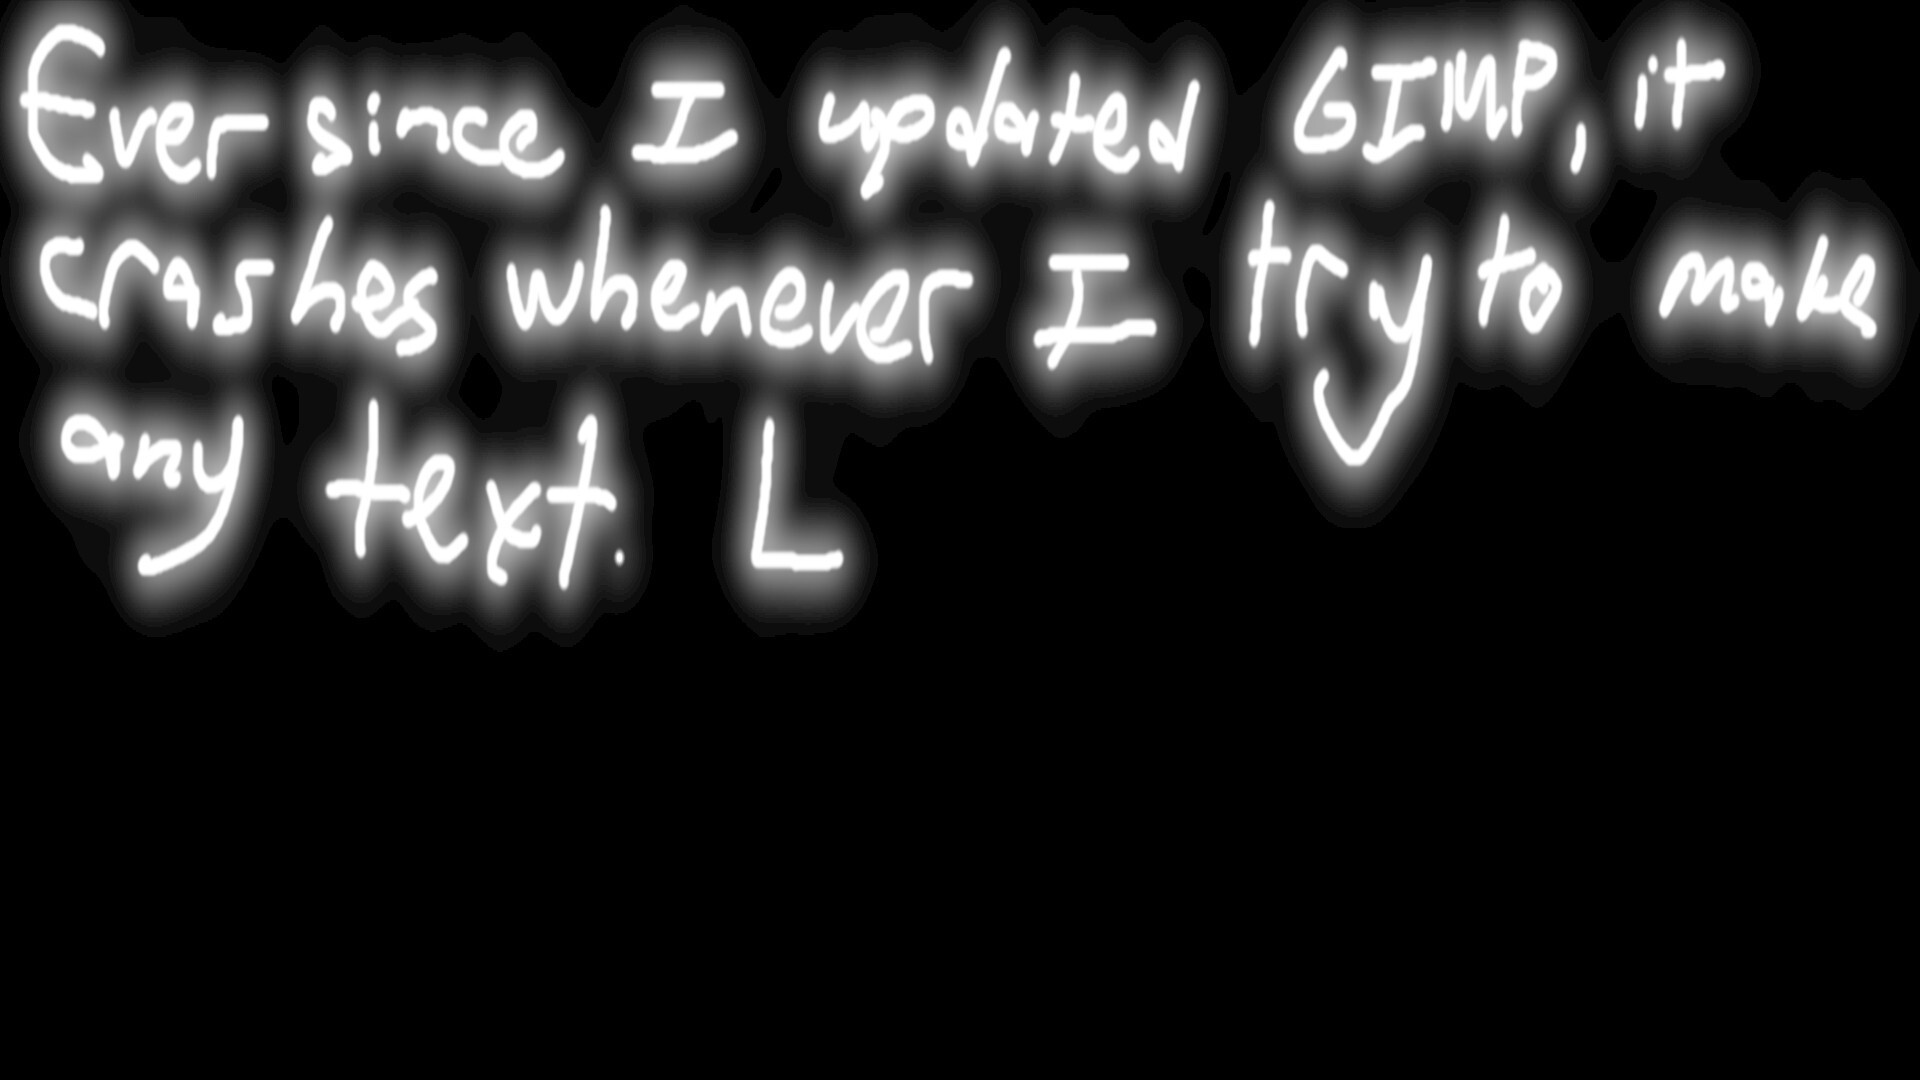 Ever since I updated GIMP, it
crashes whenever I try to make
any text. L